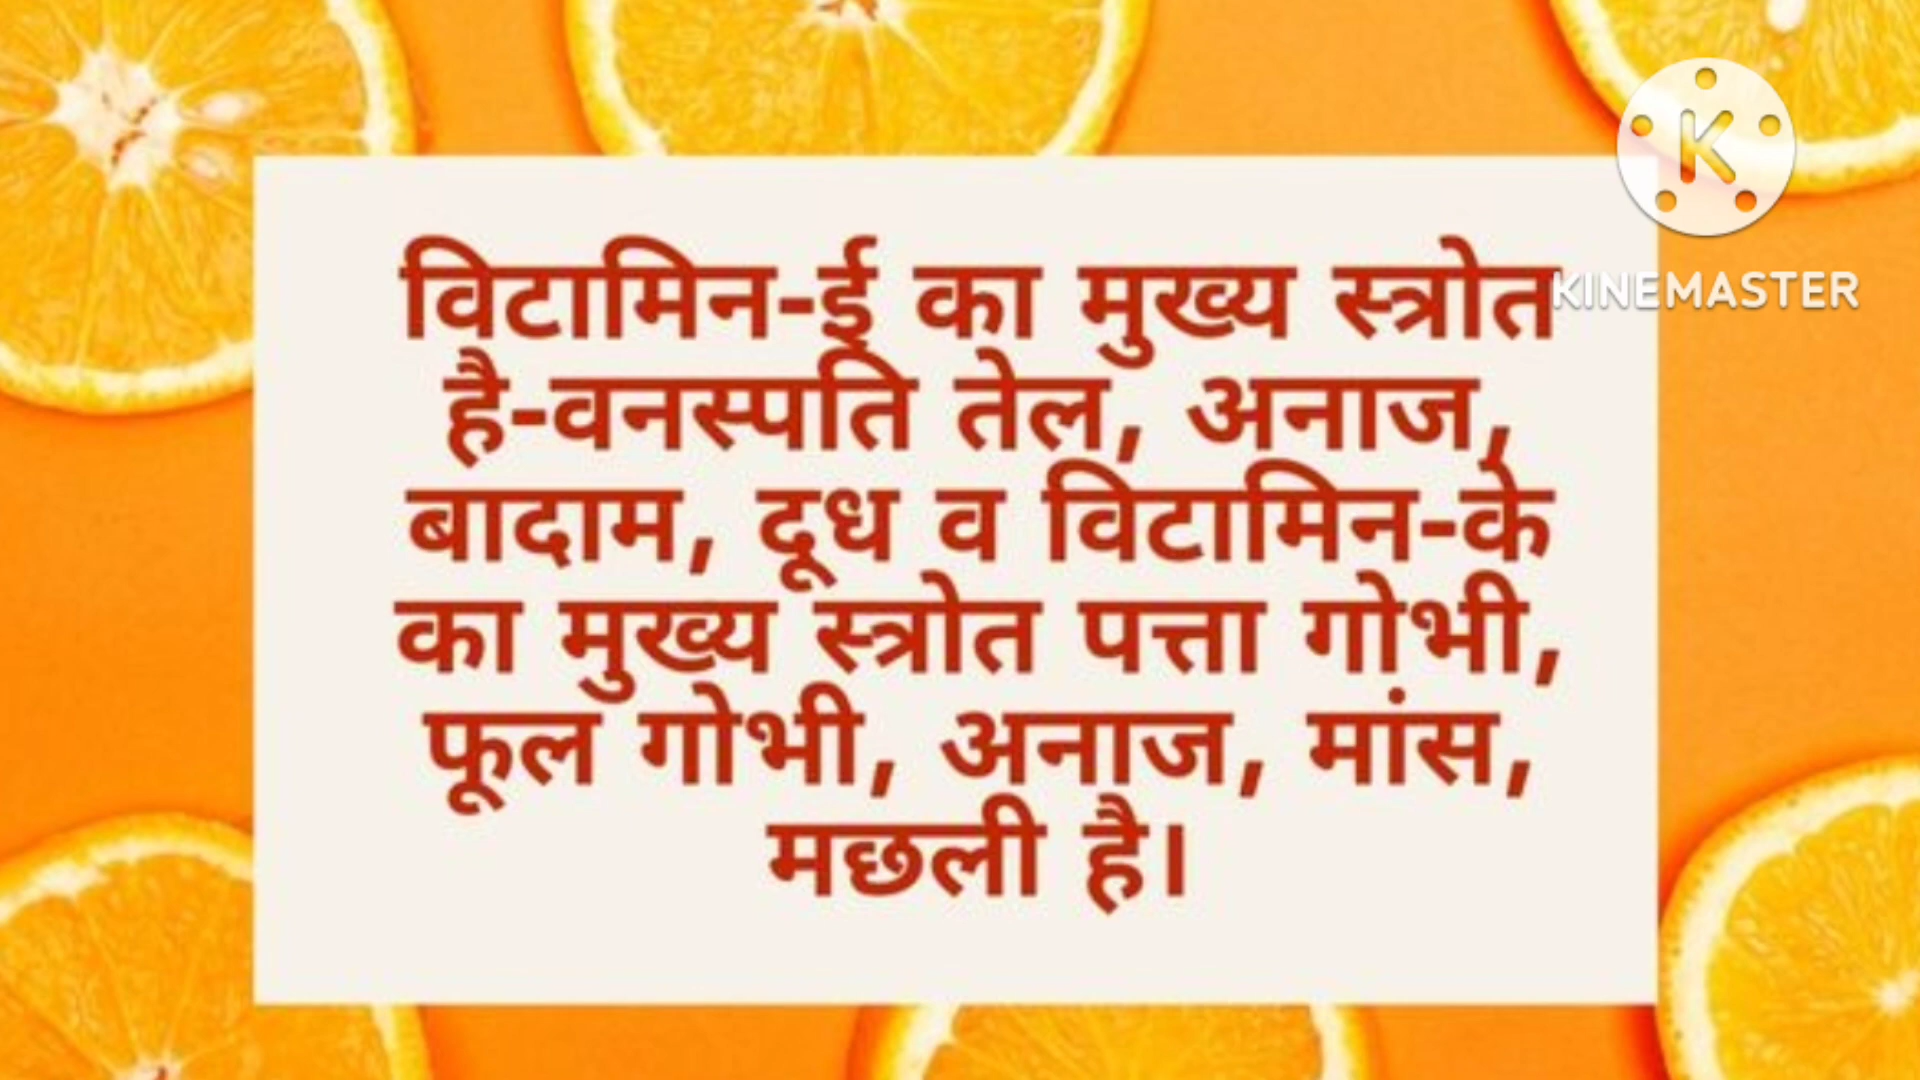 विटामिन-ई का मुख्य स्त्रोत
है-वनस्पति तेल, अनाज,
बादाम, दूध व विटामिन-के
का मुख्य स्त्रोत पत्ता गोभी,
फूल गोभी, अनाज, मांस,
मछली है।
K
KINEMASTER